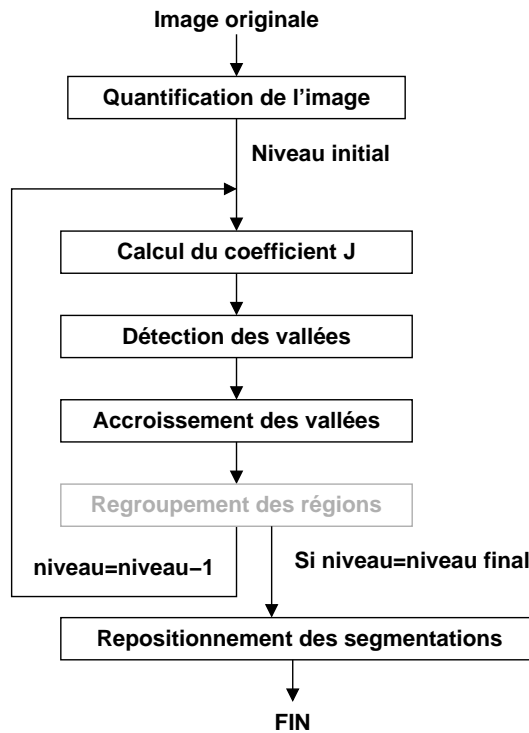 Image originale
Quantification de l'image
Niveau initial
Calcul du coefficient J
Détection des vallées
Accroissement des vallées
Regroupement des régions
niveau=niveau−1
Si niveau=niveau final
Repositionnement des segmentations
FIN